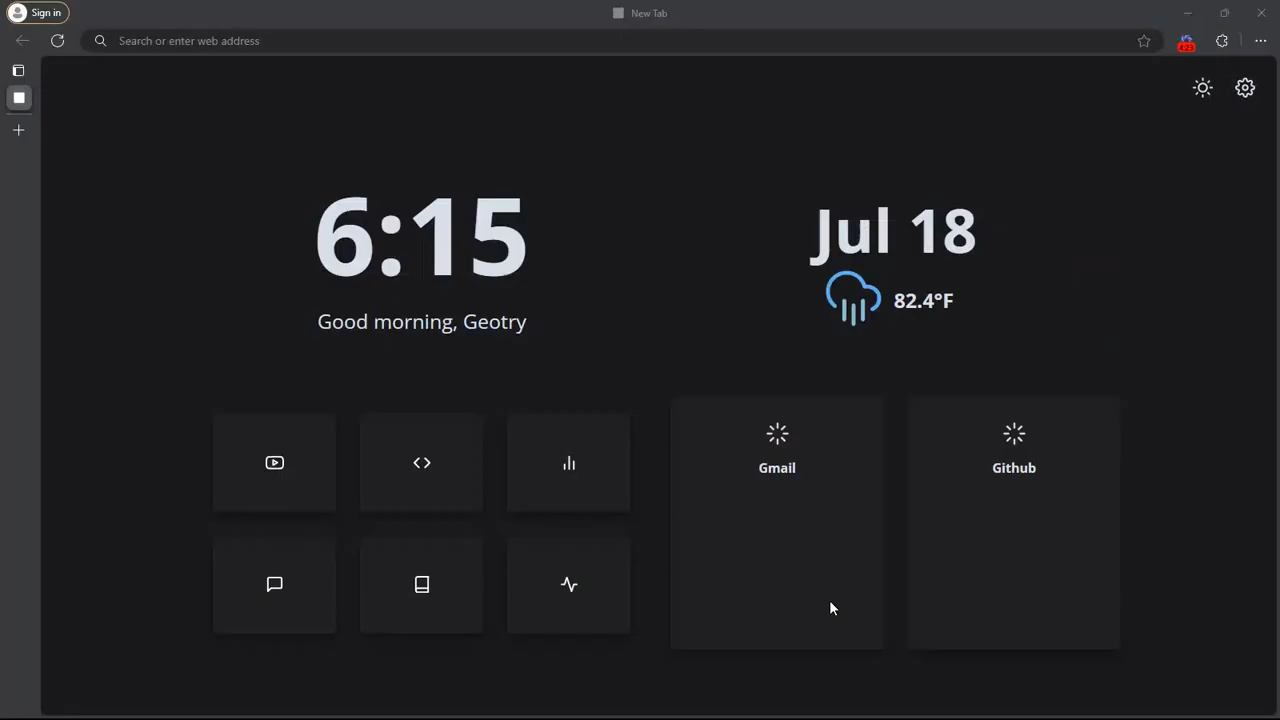 Sign in
New Tab
Search or enter web address
6:15
Good morning, Geotry
Jul 18
82.4°F
Gmail
Github